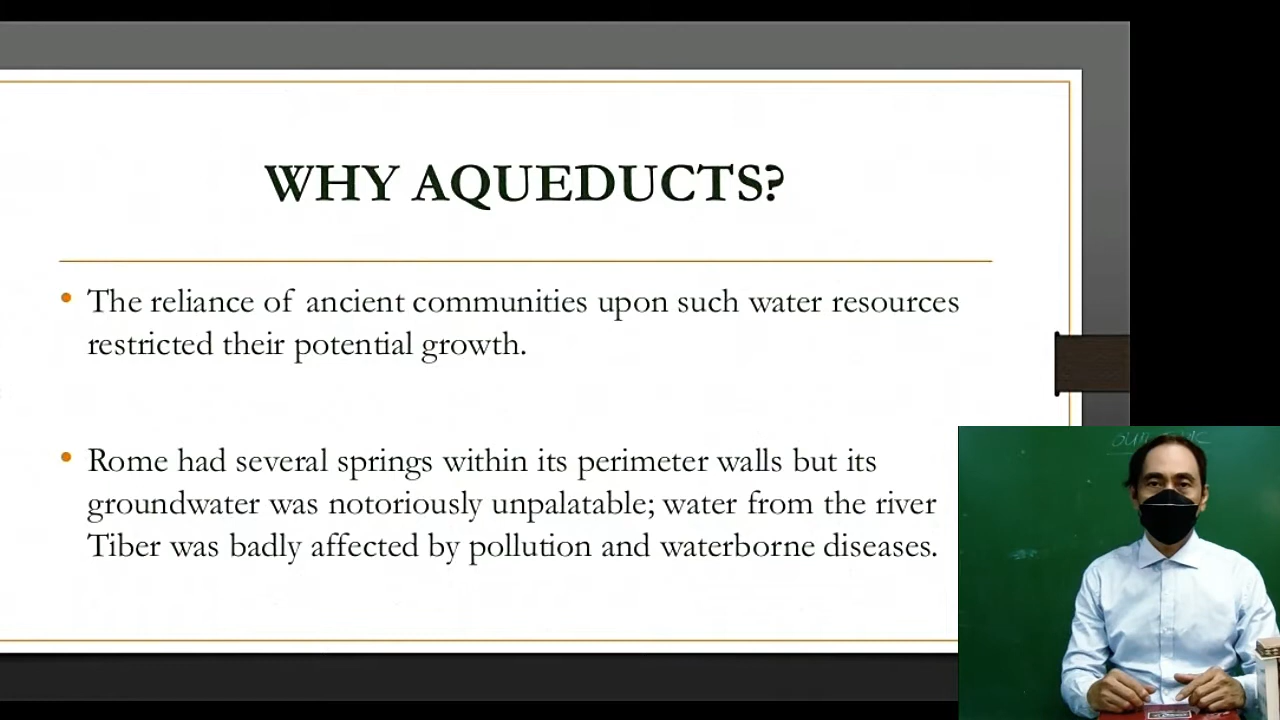 WHY AQUEDUCTS?
• The reliance of ancient communities upon such water resources
restricted their potential growth.
• Rome had several springs within its perimeter walls but its
groundwater was notoriously unpalatable; water from the river
Tiber was badly affected by pollution and waterborne diseases.